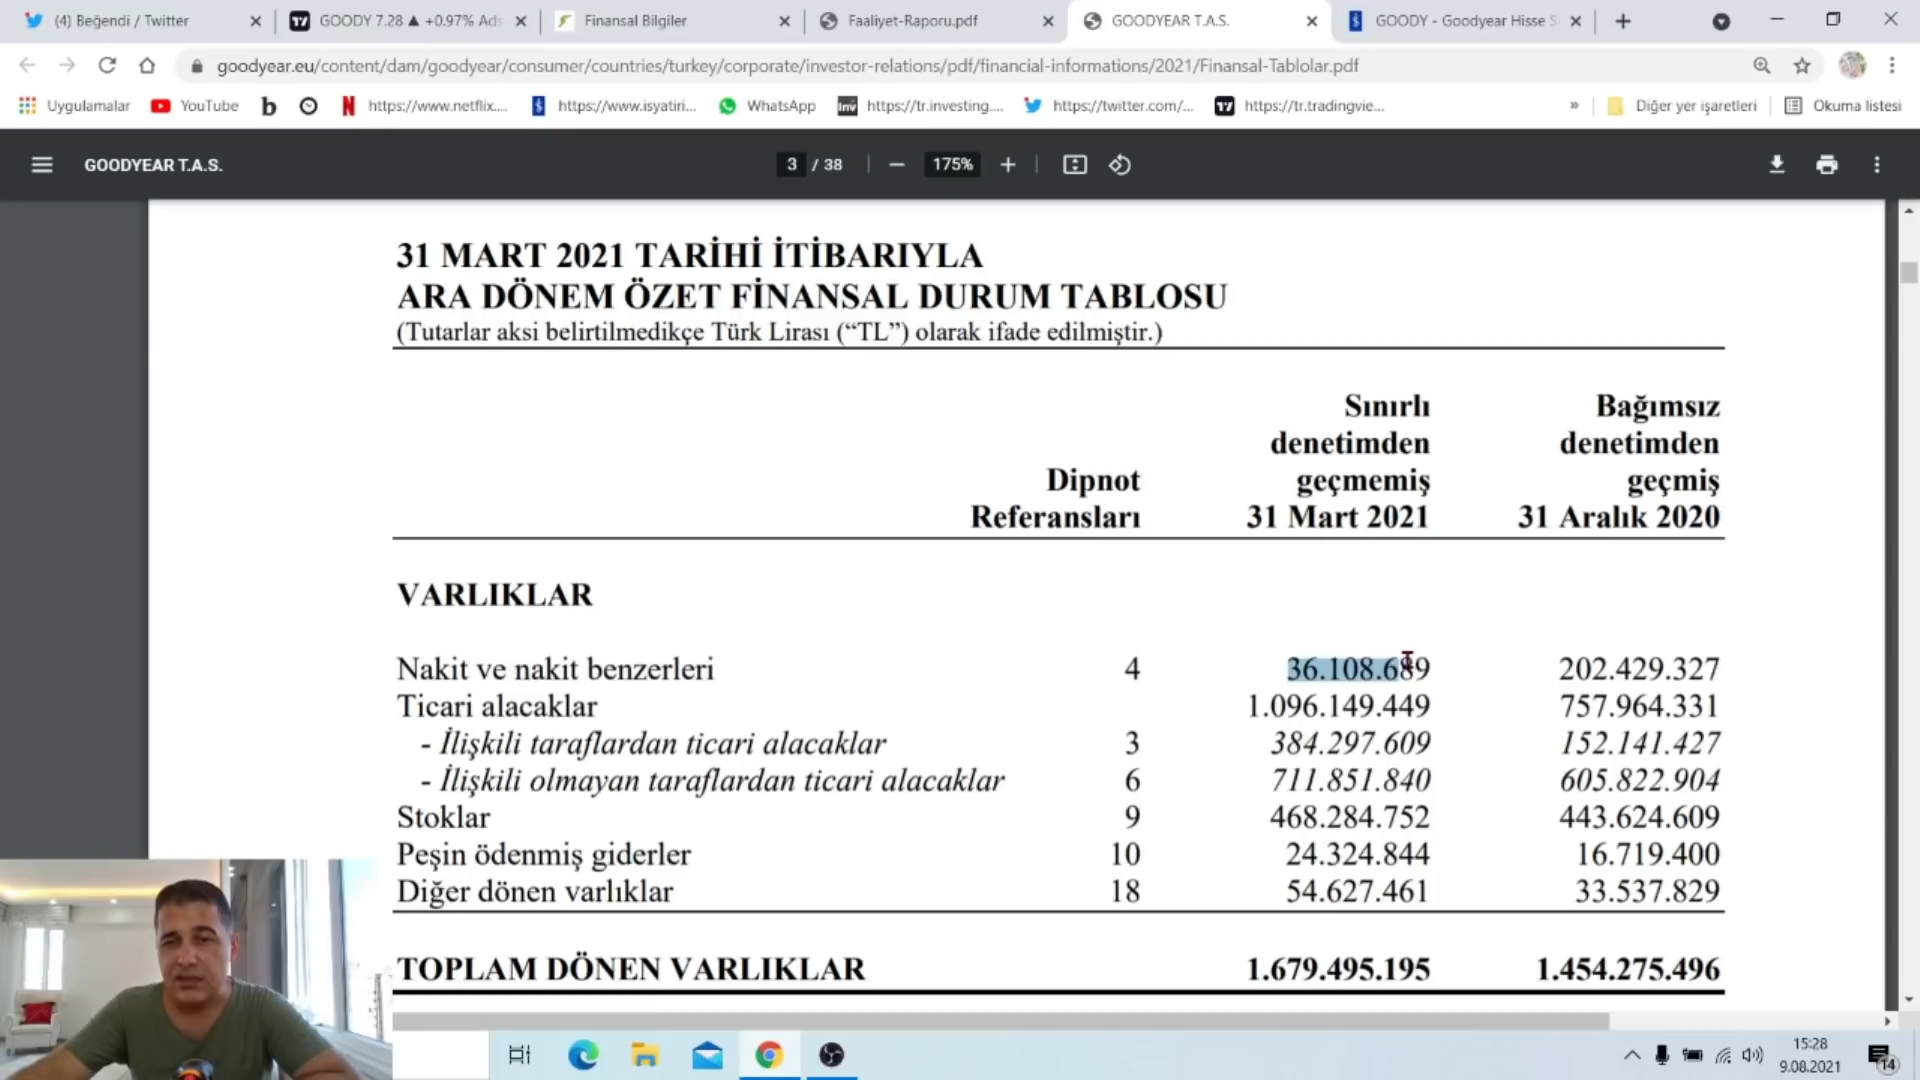 (4) Beğendi / Twitter
GOODY 7.28 ▲ +0.97% Ads
Finansal Bilgiler
Faaliyet-Raporu.pdf
GOODYEAR T.A.S.
GOODY - Goodyear Hisse S
goodyear.eu/content/dam/goodyear/consumer/countries/turkey/corporate/investor-relations/pdf/financial-informations/2021/Finansal-Tablolar.pdf
Uygulamalar
YouTube
https://www.netflix....
https://www.isyatiri...
WhatsApp
https://tr.investing....
https://twitter.com/...
https://tr.tradingvie...
»
Diğer yer işaretleri
Okuma listesi
GOODYEAR T.A.S.
3 / 38
175%
31 MART 2021 TARİHİ İTİBARIYLA
ARA DÖNEM ÖZET FİNANSAL DURUM TABLOSU
(Tutarlar aksi belirtilmedikçe Türk Lirası (“TL”) olarak ifade edilmiştir.)
Dipnot
Referansları
Sınırlı
denetimden
geçmemiş
31 Mart 2021
Bağımsız
denetimden
geçmiş
31 Aralık 2020
VARLIKLAR
Nakit ve nakit benzerleri 4 36.108.689 202.429.327
Ticari alacaklar 1.096.149.449 757.964.331
- İlişkili taraflardan ticari alacaklar 3 384.297.609 152.141.427
- İlişkili olmayan taraflardan ticari alacaklar 6 711.851.840 605.822.904
Stoklar 9 468.284.752 443.624.609
Peşin ödenmiş giderler 10 24.324.844 16.719.400
Diğer dönen varlıklar 18 54.627.461 33.537.829
TOPLAM DÖNEN VARLIKLAR 1.679.495.195 1.454.275.496
15:28
9.08.2021
14